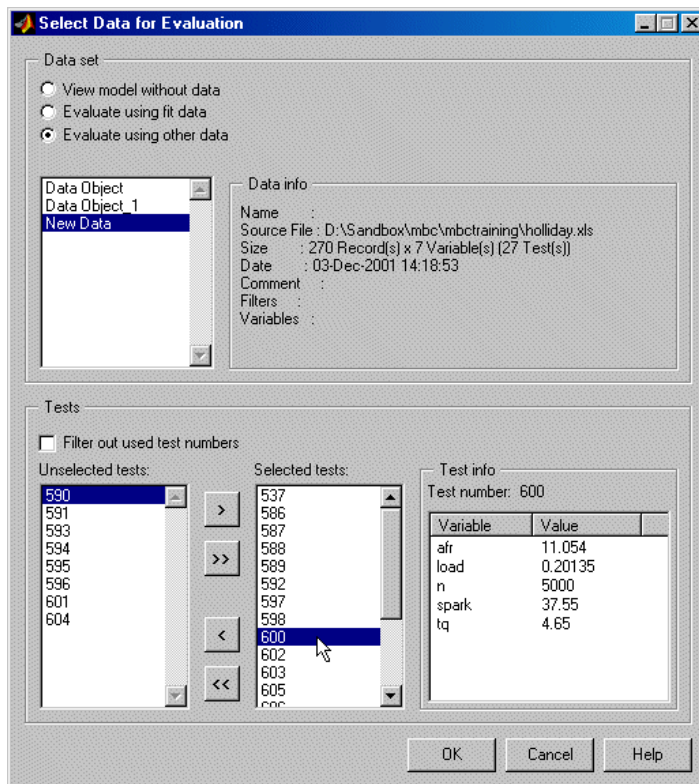 Select Data for Evaluation
Data set
View model without data
Evaluate using fit data
Evaluate using other data
Data Object
Data Object_1
New Data
Data info
Name :
Source File : D:\Sandbox\mbc\mbctraining\holliday.xls
Size : 270 Record(s) x 7 Variable(s) (27 Test(s))
Date : 03-Dec-2001 14:18:53
Comment :
Filters :
Variables :
Tests
Filter out used test numbers
Unselected tests:
590
591
593
594
595
596
601
604
>
>>
<
<<
Selected tests:
537
586
587
588
589
592
597
598
600
602
603
605
606
Test info
Test number: 600
Variable Value
afr 11.054
load 0.20135
n 5000
spark 37.55
tq 4.65
OK Cancel Help